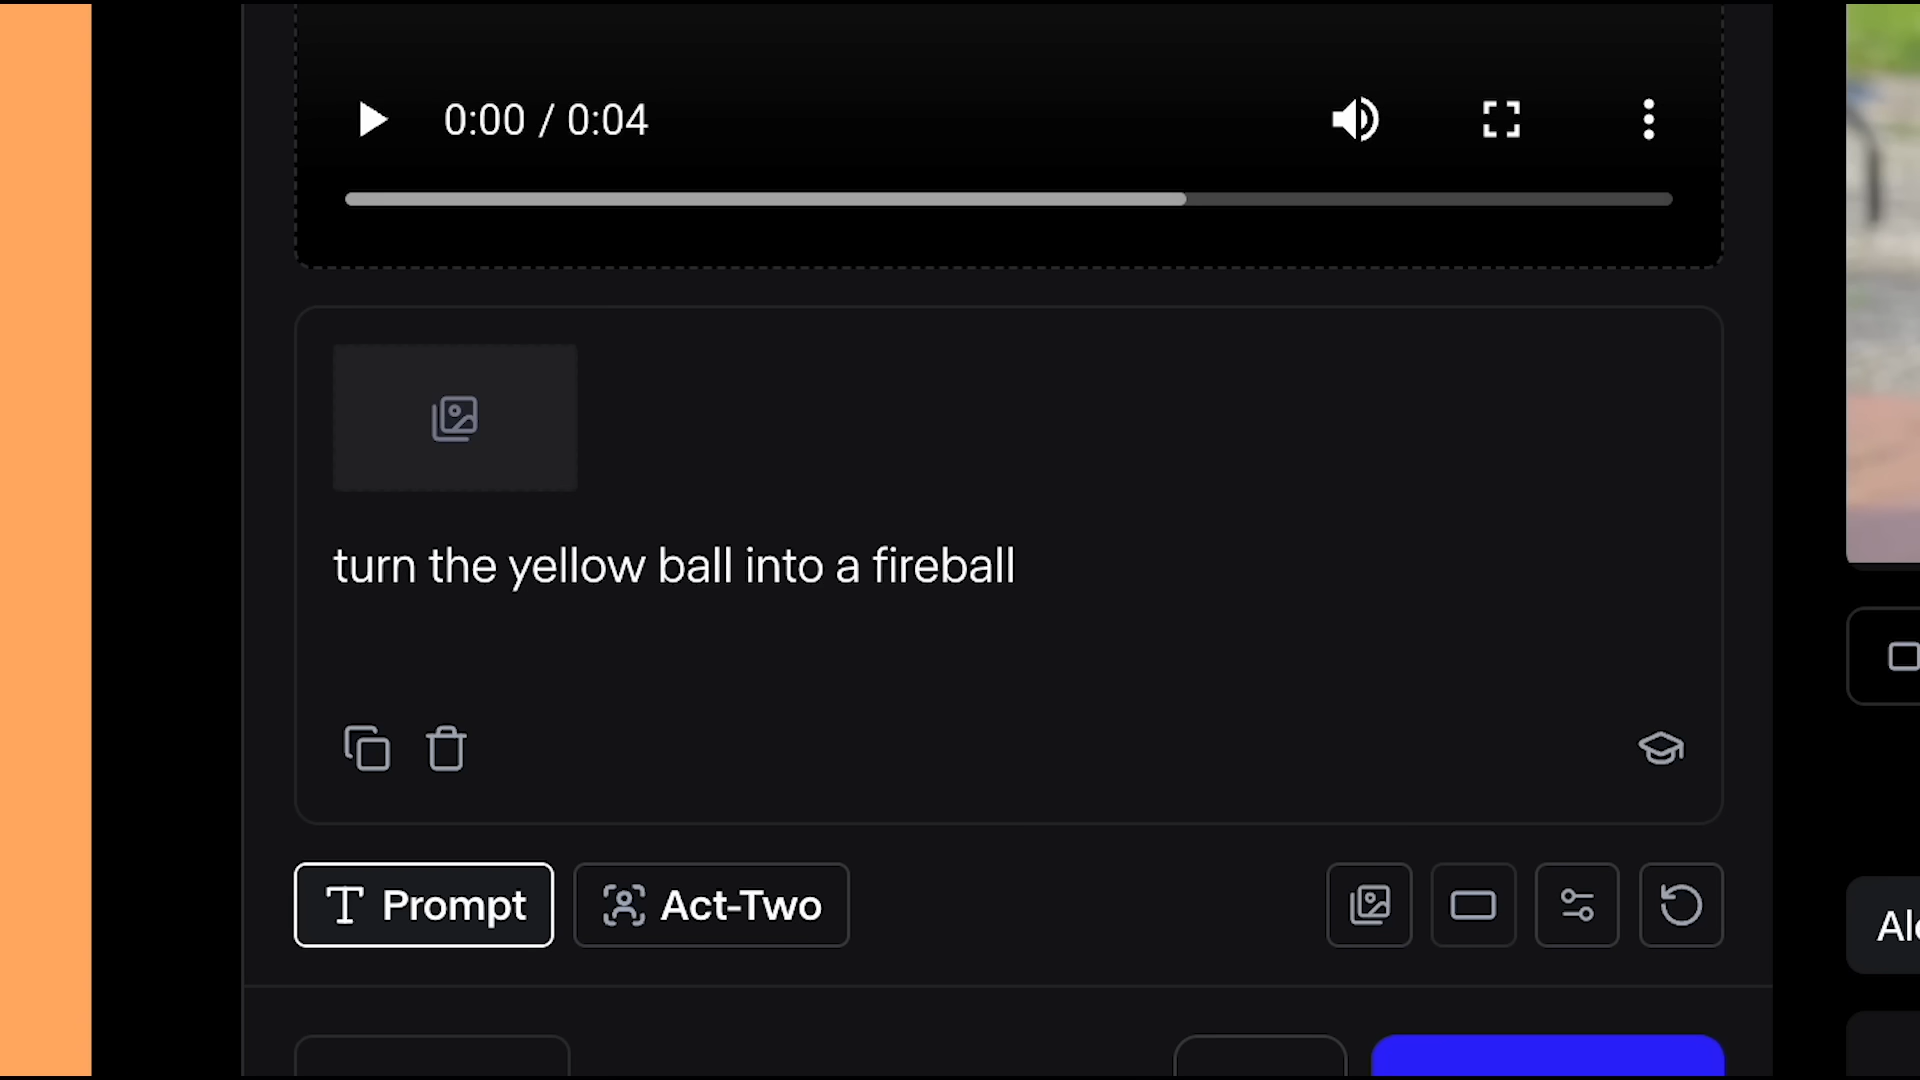 0:00 / 0:04
turn the yellow ball into a fireball
Prompt
Act-Two